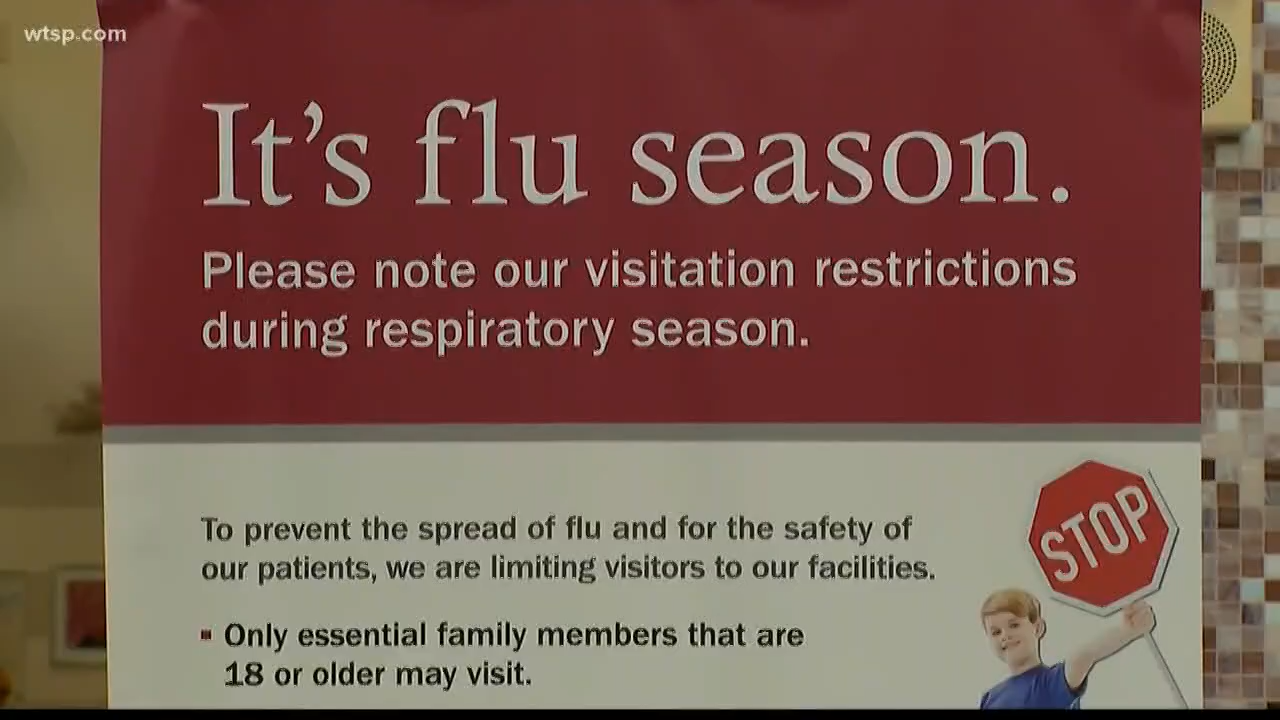 wtsp.com
It's flu season.
Please note our visitation restrictions
during respiratory season.
To prevent the spread of flu and for the safety of
our patients, we are limiting visitors to our facilities.
STOP
▪ Only essential family members that are
18 or older may visit.